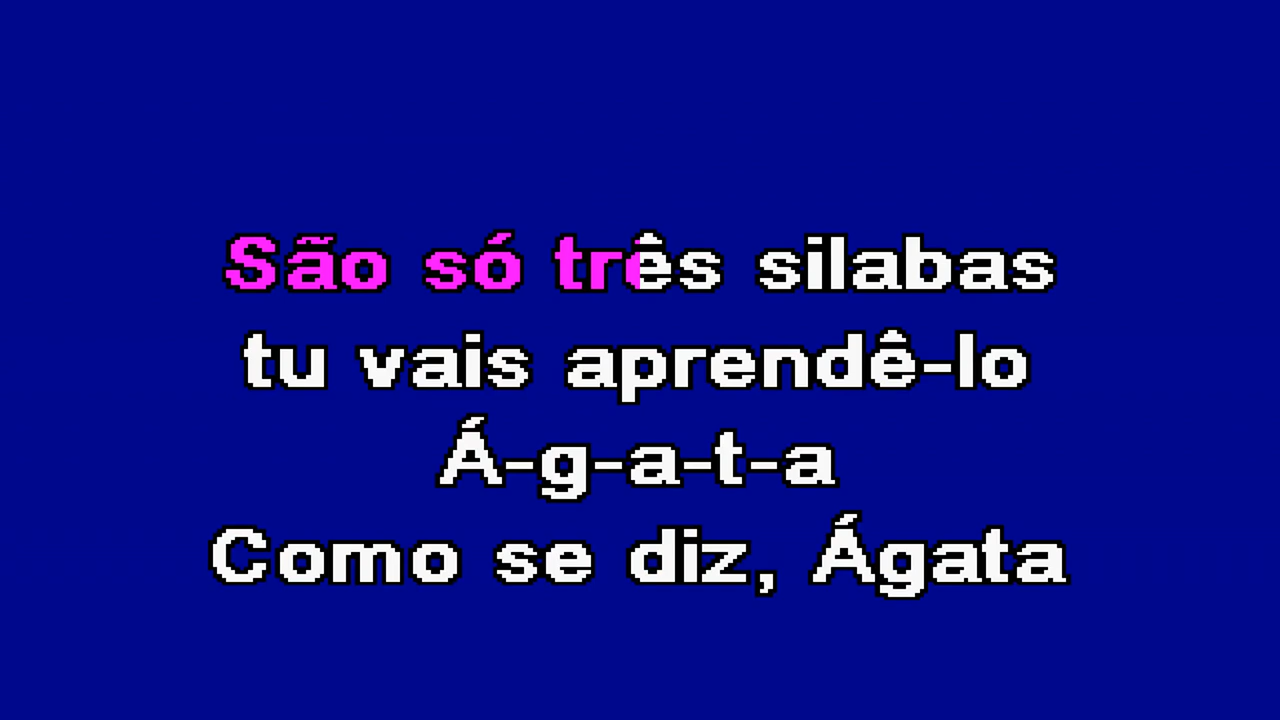 São só três silabas
tu vais aprendê-lo
Á-g-a-t-a
Como se diz, Ágata